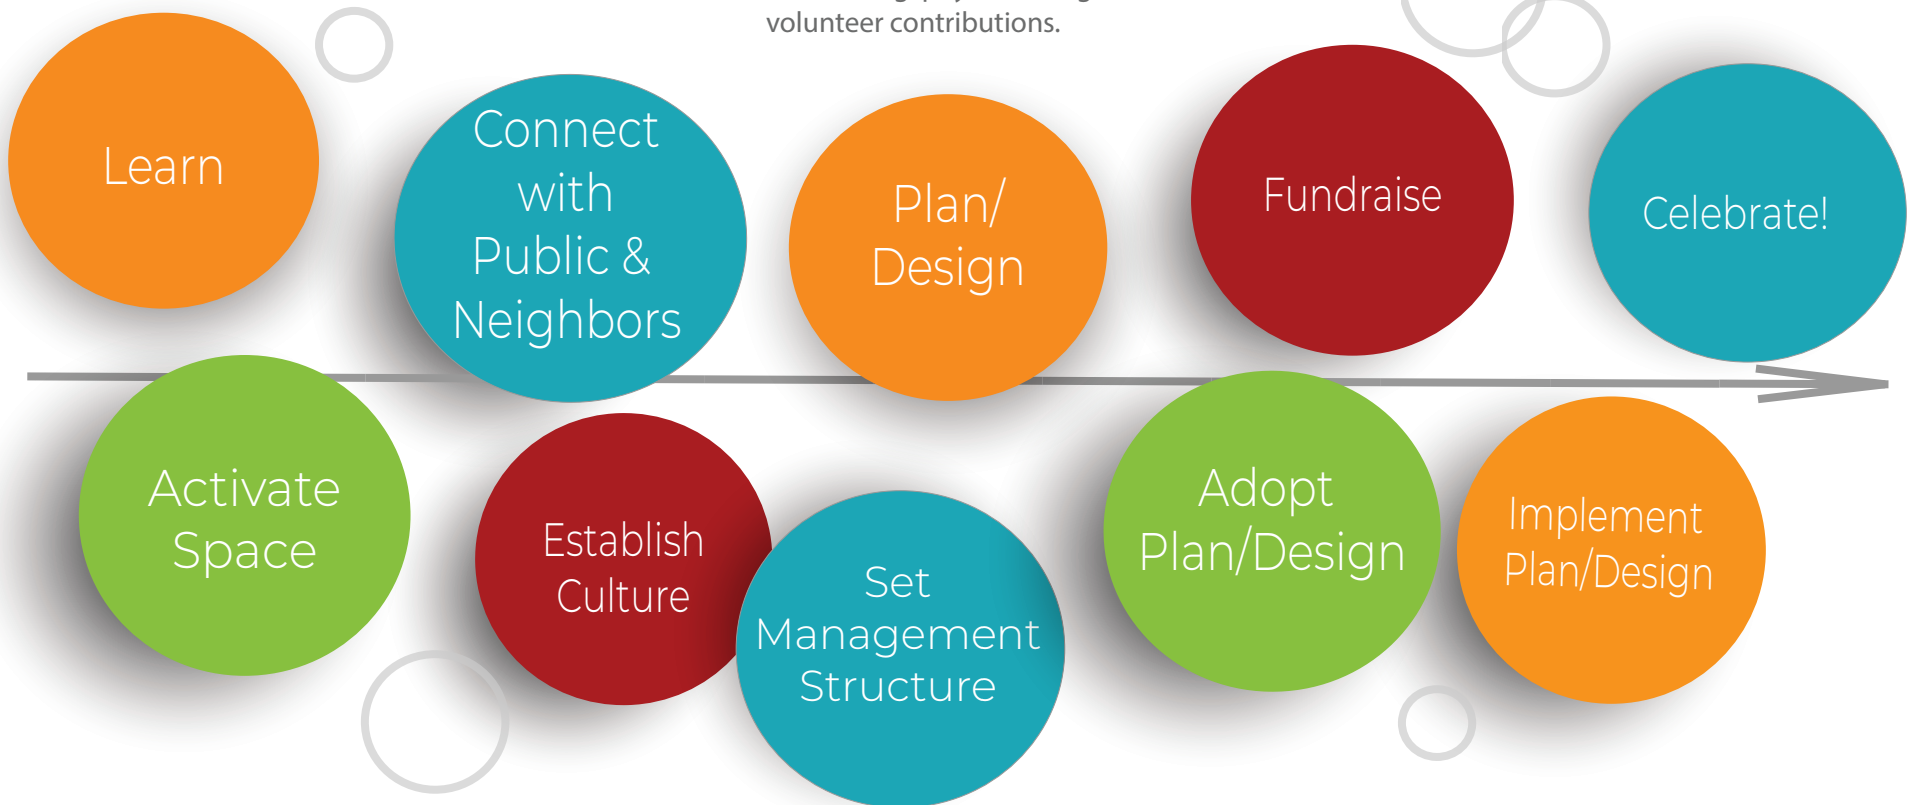 volunteer contributions.
Learn
Activate
Space
Connect
with
Public &
Neighbors
Establish
Culture
Set
Management
Structure
Plan/
Design
Adopt
Plan/Design
Fundraise
Implement
Plan/Design
Celebrate!